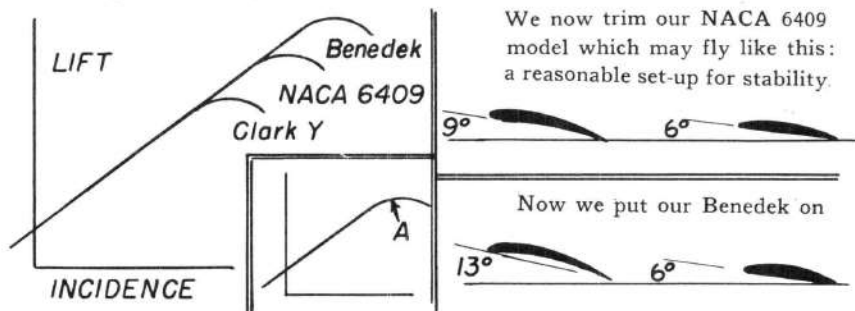 LIFT
Benedek
NACA 6409
Clark Y
INCIDENCE
A
We now trim our NACA 6409
model which may fly like this:
a reasonable set-up for stability.
9°
6°
Now we put our Benedek on
13°
6°